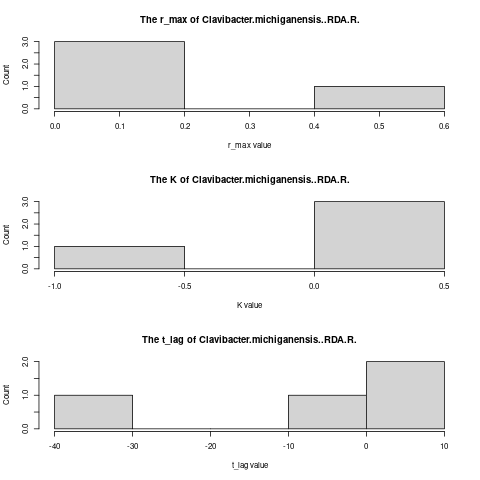 The r_max of Clavibacter.michiganensis..RDA.R.
Count
0.0 1.0 2.0 3.0
0.0 0.1 0.2 0.3 0.4 0.5 0.6
r_max value
The K of Clavibacter.michiganensis..RDA.R.
Count
0.0 1.0 2.0 3.0
-1.0 -0.5 0.0 0.5
K value
The t_lag of Clavibacter.michiganensis..RDA.R.
Count
0.0 1.0 2.0
-40 -30 -20 -10 0 10
t_lag value